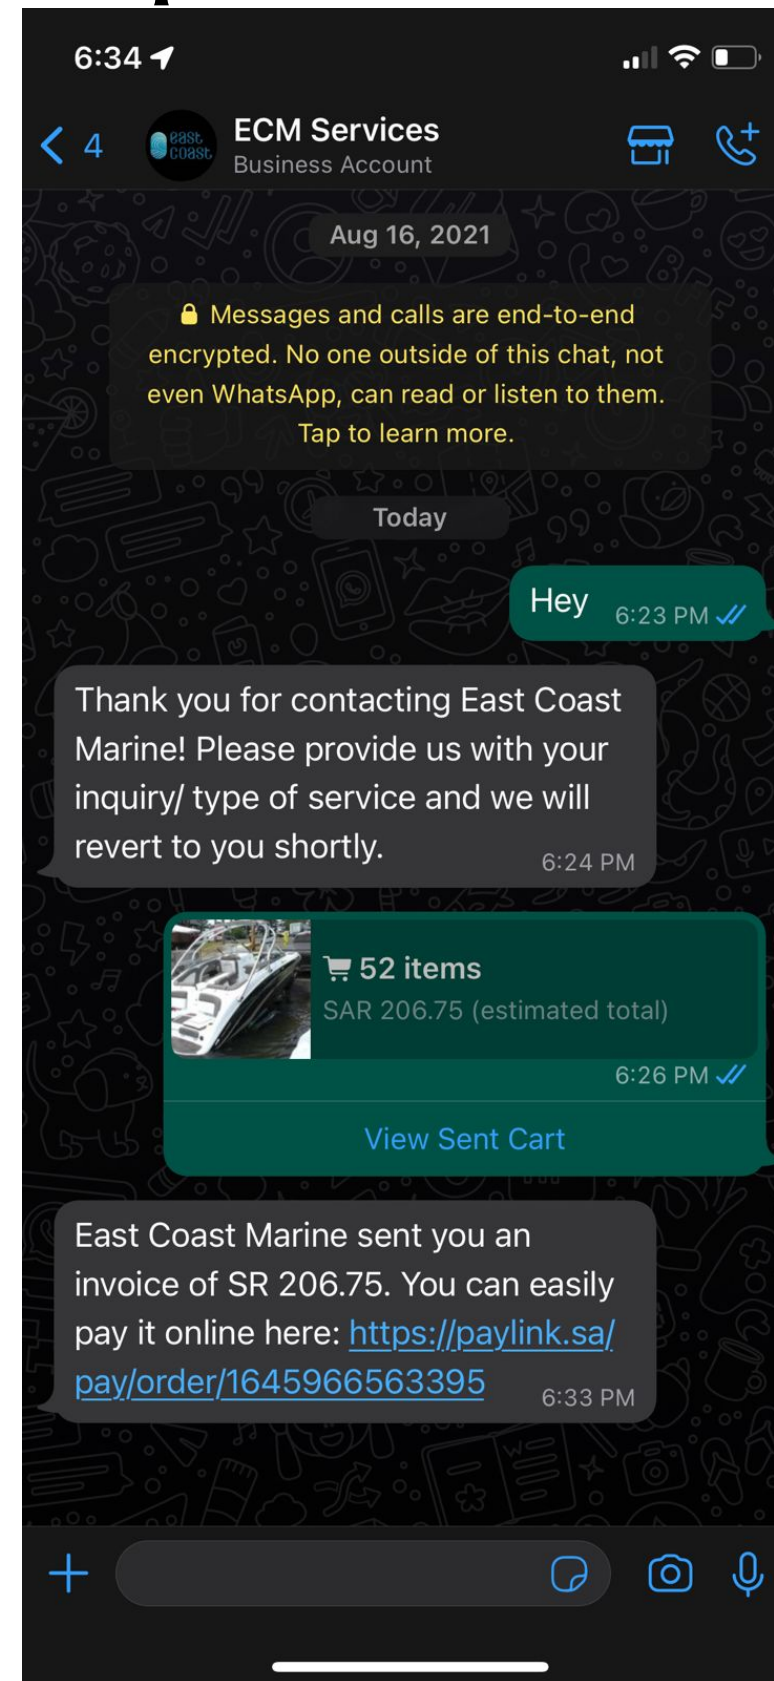 6:34
4
east
coast
ECM Services
Business Account
Aug 16, 2021
Messages and calls are end-to-end
encrypted. No one outside of this chat, not
even WhatsApp, can read or listen to them.
Tap to learn more.
Today
Hey 6:23 PM
Thank you for contacting East Coast
Marine! Please provide us with your
inquiry/ type of service and we will
revert to you shortly.
6:24 PM
52 items
SAR 206.75 (estimated total)
6:26 PM
View Sent Cart
East Coast Marine sent you an
invoice of SR 206.75. You can easily
pay it online here: https://paylink.sa/
pay/order/1645966563395
6:33 PM